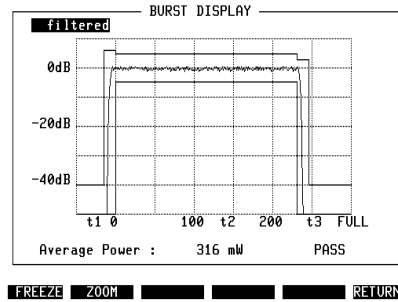 BURST DISPLAY
filtered
0dB
-20dB
-40dB
t1 0 100 t2 200 t3 FULL
Average Power : 316 mW PASS
FREEZE ZOOM RETURN